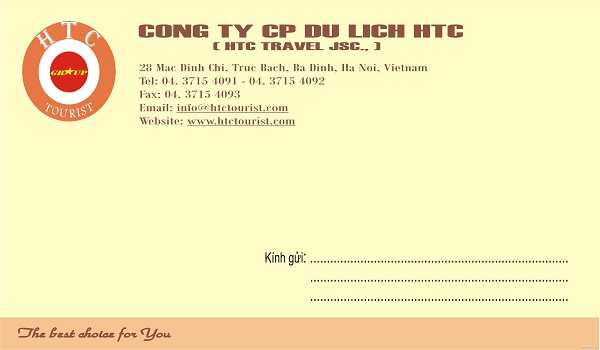 HTC
GROUP
TOURIST
CONG TY CP DU LICH HTC
( HTC TRAVEL JSC., )
28 Mac Dinh Chi, Truc Bach, Ba Dinh, Ha Noi, Vietnam
Tel: 04. 3715 4091 - 04. 3715 4092
Fax: 04. 3715 4093
Email: info@htctourist.com
Website: www.htctourist.com
Kính gửi: ..............................................................................
..............................................................................
..............................................................................
The best choise for You